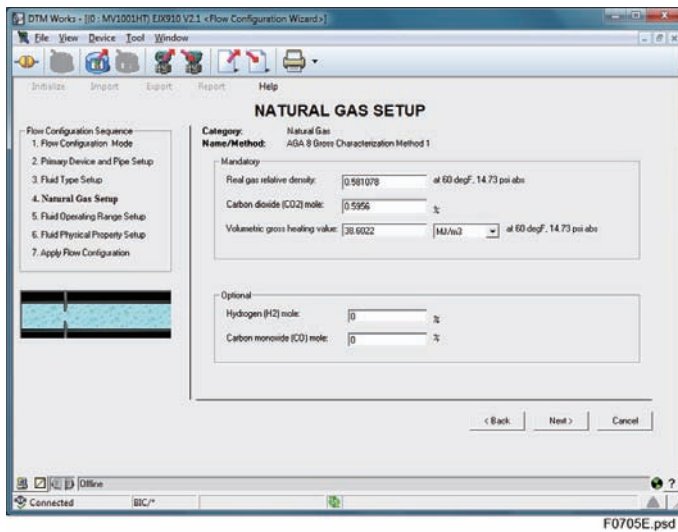 DTM Works - [(0 : MV1001HT) EJX910 V2.1 <Flow Configuration Wizard>]
File View Device Tool Window
Initialize Import Export Report Help
NATURAL GAS SETUP
Flow Configuration Sequence
1. Flow Configuration Mode
2. Primary Device and Pipe Setup
3. Fluid Type Setup
4. Natural Gas Setup
5. Fluid Operating Range Setup
6. Fluid Physical Property Setup
7. Apply Flow Configuration
Category: Natural Gas
Name/Method: AGA 8 Gross Characterization Method 1
Mandatory
Real gas relative density: 0.581078 at 60 degF, 14.73 psi abs
Carbon dioxide (CO2) mole: 0.5956 %
Volumetric gross heating value: 38.6022 MJ/m3 at 60 degF, 14.73 psi abs
Optional
Hydrogen (H2) mole: 0 %
Carbon monoxide (CO) mole: 0 %
< Back Next > Cancel
Offline
Connected BIC/*
F0705E.psd